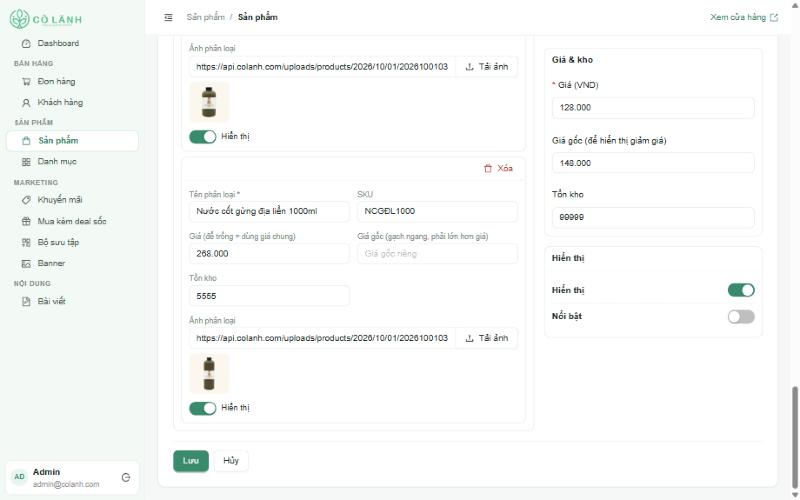 CỎ LÀNH
Sản phẩm / Sản phẩm
Xem cửa hàng
Dashboard
BÁN HÀNG
Đơn hàng
Khách hàng
SẢN PHẨM
Sản phẩm
Danh mục
MARKETING
Khuyến mãi
Mua kèm deal sốc
Bộ sưu tập
Banner
NỘI DUNG
Bài viết
AD
Admin
admin@colanh.com
Ảnh phân loại
https://api.colanh.com/uploads/products/2026/10/01/2026100103
Tải ảnh
Hiển thị
Xóa
Tên phân loại *
SKU
Nước cốt gừng địa liền 1000ml
NCGĐL1000
Giá (để trống = dùng giá chung)
Giá gốc (gạch ngang, phải lớn hơn giá)
268.000
Giá gốc riêng
Tồn kho
5555
Ảnh phân loại
https://api.colanh.com/uploads/products/2026/10/01/2026100103
Tải ảnh
Hiển thị
Lưu
Hủy
Giá & kho
* Giá (VND)
128.000
Giá gốc (để hiển thị giảm giá)
148.000
Tồn kho
99999
Hiển thị
Hiển thị
Nổi bật